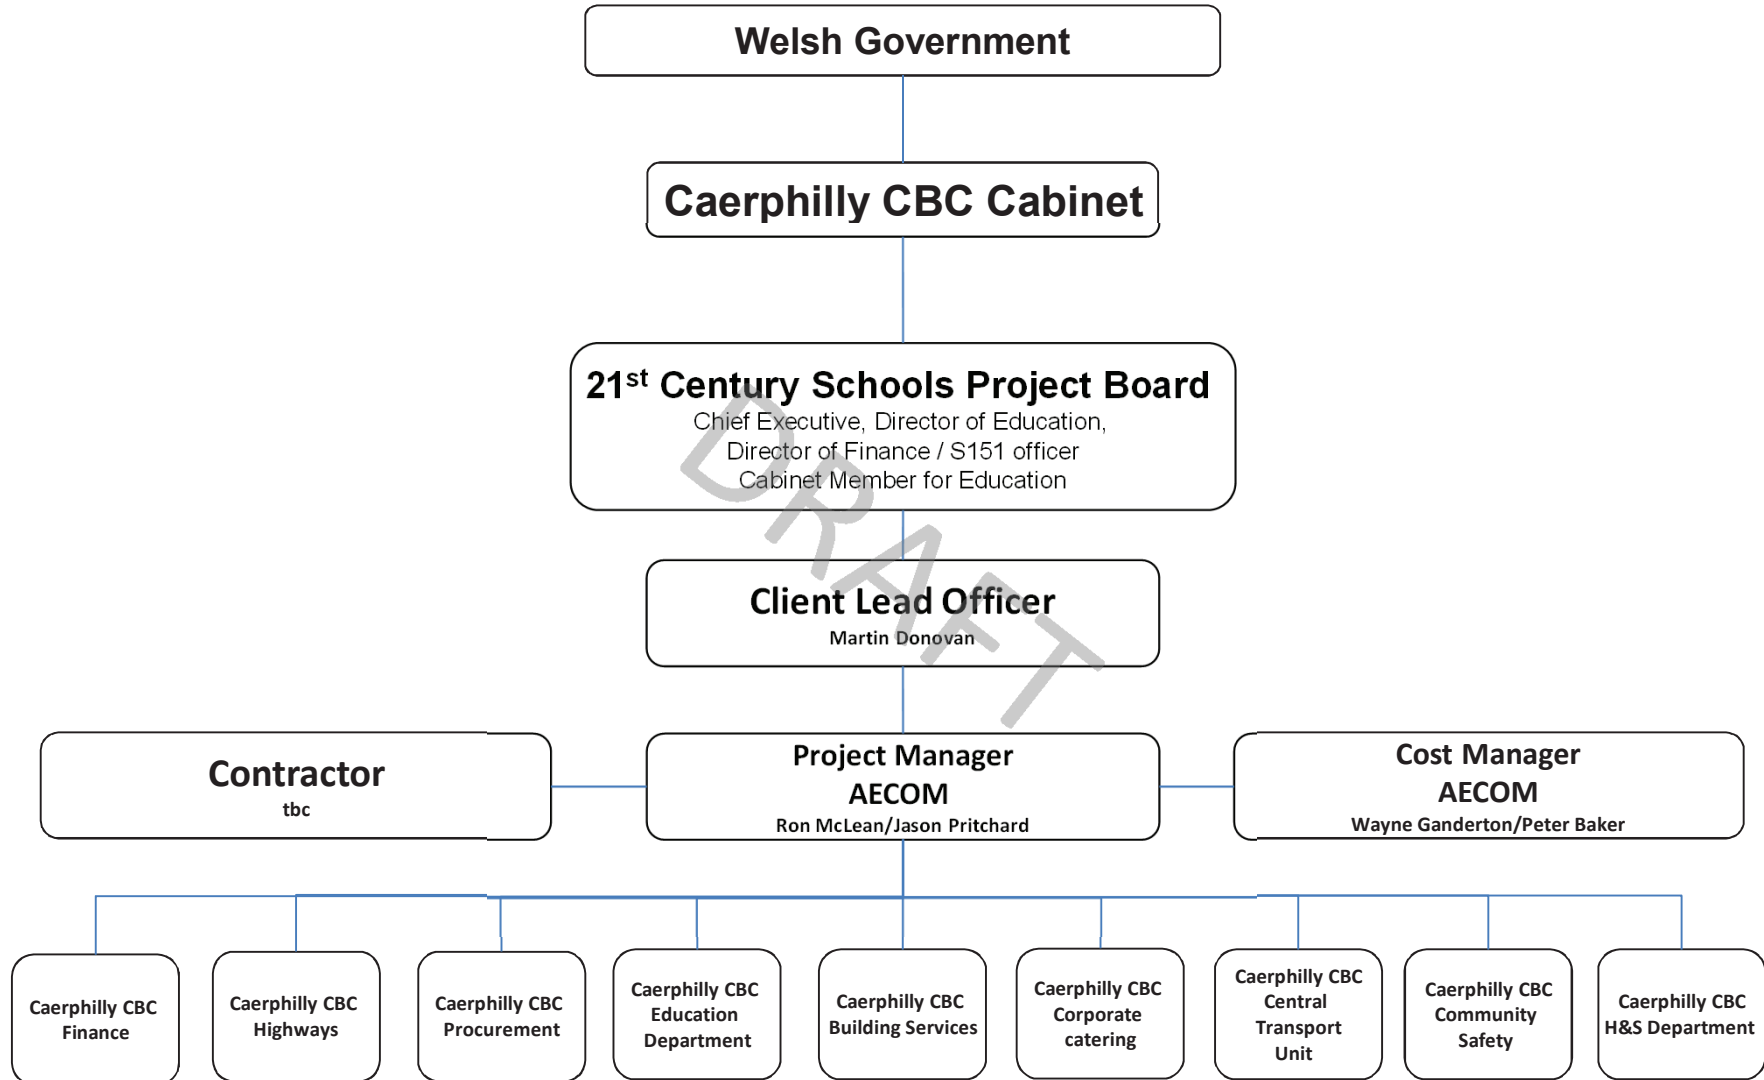 Welsh Government
Caerphilly CBC Cabinet
21st Century Schools Project Board
Chief Executive, Director of Education,
Director of Finance / S151 officer
Cabinet Member for Education
DRAFT
Client Lead Officer
Martin Donovan
Contractor
tbc
Project Manager
AECOM
Ron McLean/Jason Pritchard
Cost Manager
AECOM
Wayne Ganderton/Peter Baker
Caerphilly CBC
Finance
Caerphilly CBC
Highways
Caerphilly CBC
Procurement
Caerphilly CBC
Education
Department
Caerphilly CBC
Building Services
Caerphilly CBC
Corporate
catering
Caerphilly CBC
Central
Transport
Unit
Caerphilly CBC
Community
Safety
Caerphilly CBC
H&S Department